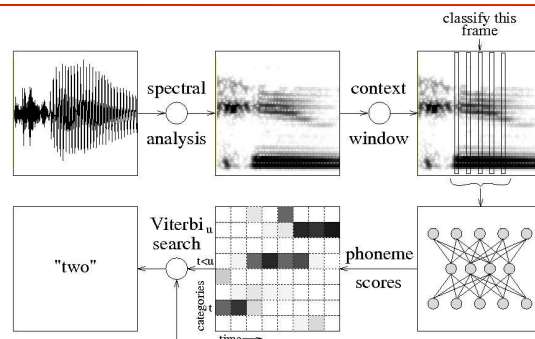 classify this
frame
spectral
analysis
context
window
"two"
Viterbi
search
u
t<u
t
categories
time
phoneme
scores